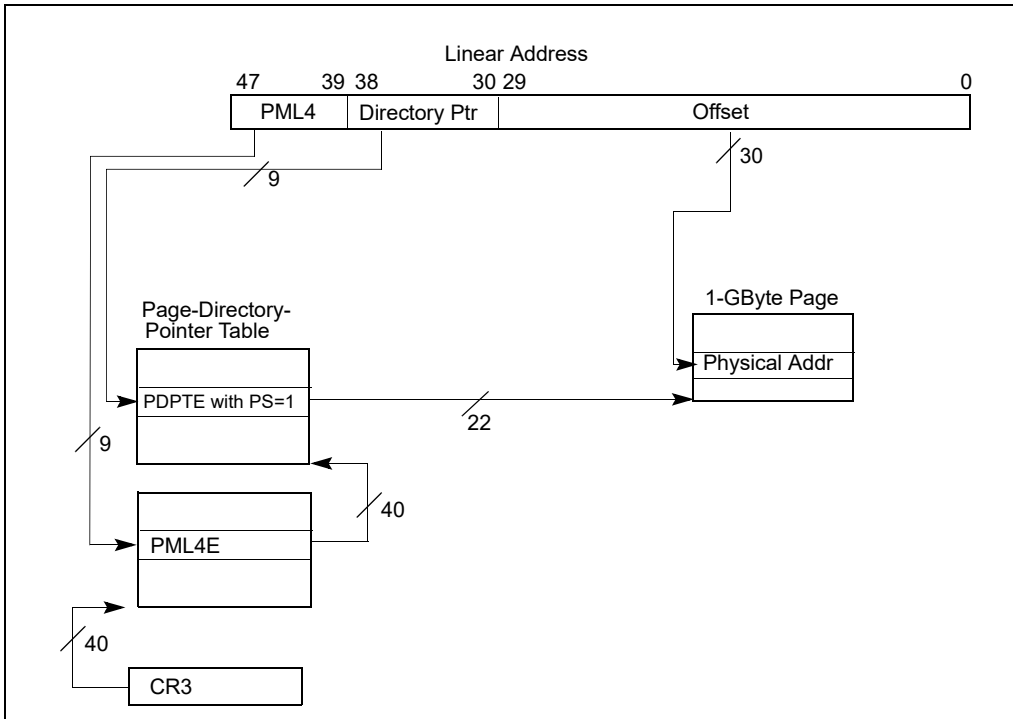 Linear Address
47 39 38 30 29 0
PML4 Directory Ptr Offset
9
30
Page-Directory-
Pointer Table
1-GByte Page
Physical Addr
PDPTE with PS=1
22
9
40
PML4E
40
CR3